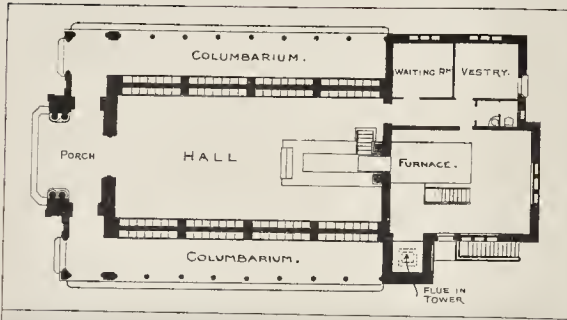 COLUMBARIUM.
WAITING RM
VESTRY.
PORCH
HALL
FURNACE.
COLUMBARIUM.
FLUE IN
TOWER